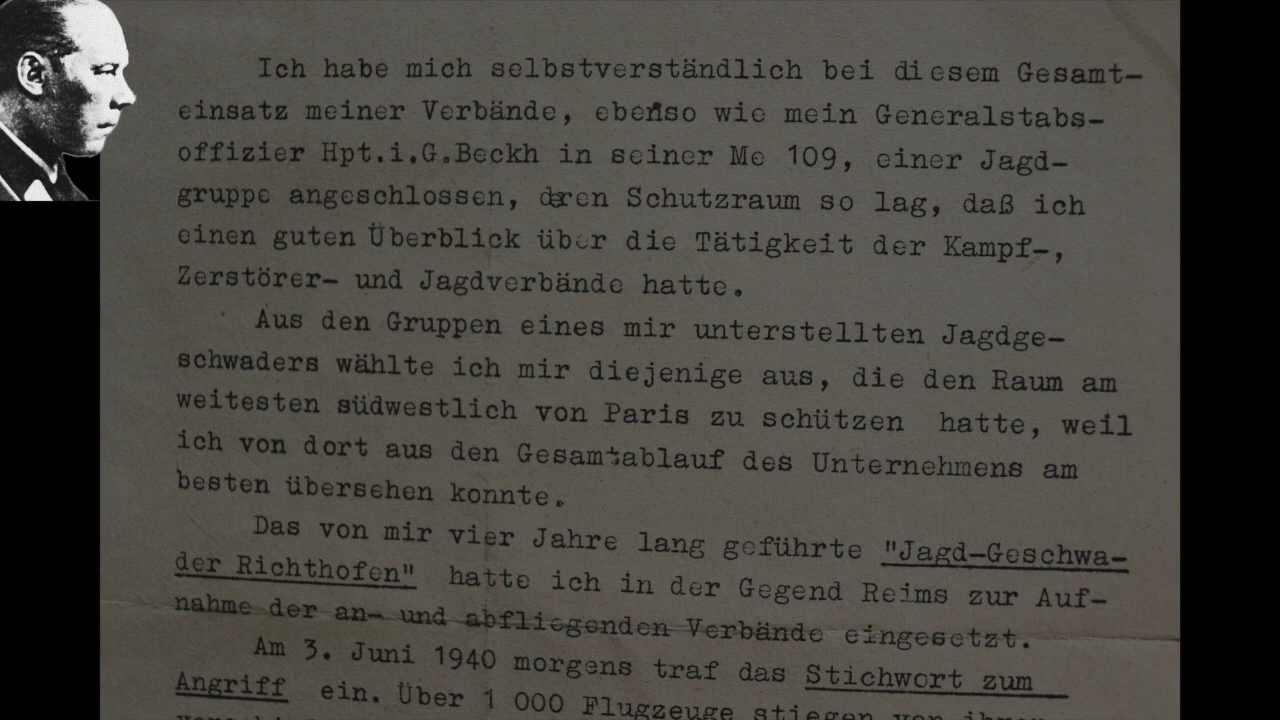 Ich habe mich selbstverständlich bei diesem Gesamt-
einsatz meiner Verbände, ebenso wie mein Generalstabs-
offizier Hpt.i.G.Beckh in seiner Me 109, einer Jagd-
gruppe angeschlossen, deren Schutzraum so lag, daß ich
einen guten Überblick über die Tätigkeit der Kampf-,
Zerstörer- und Jagdverbände hatte.
Aus den Gruppen eines mir unterstellten Jagdge-
schwaders wählte ich mir diejenige aus, die den Raum am
weitesten südwestlich von Paris zu schützen hatte, weil
ich von dort aus den Gesamtablauf des Unternehmens am
besten übersehen konnte.
Das von mir vier Jahre lang geführte "Jagd-Geschwa-
der Richthofen" hatte ich in der Gegend Reims zur Auf-
nahme der an- und abfliegenden Verbände eingesetzt.
Am 3. Juni 1940 morgens traf das Stichwort zum
Angriff ein. Über 1 000 Flugzeuge stiegen von ihren